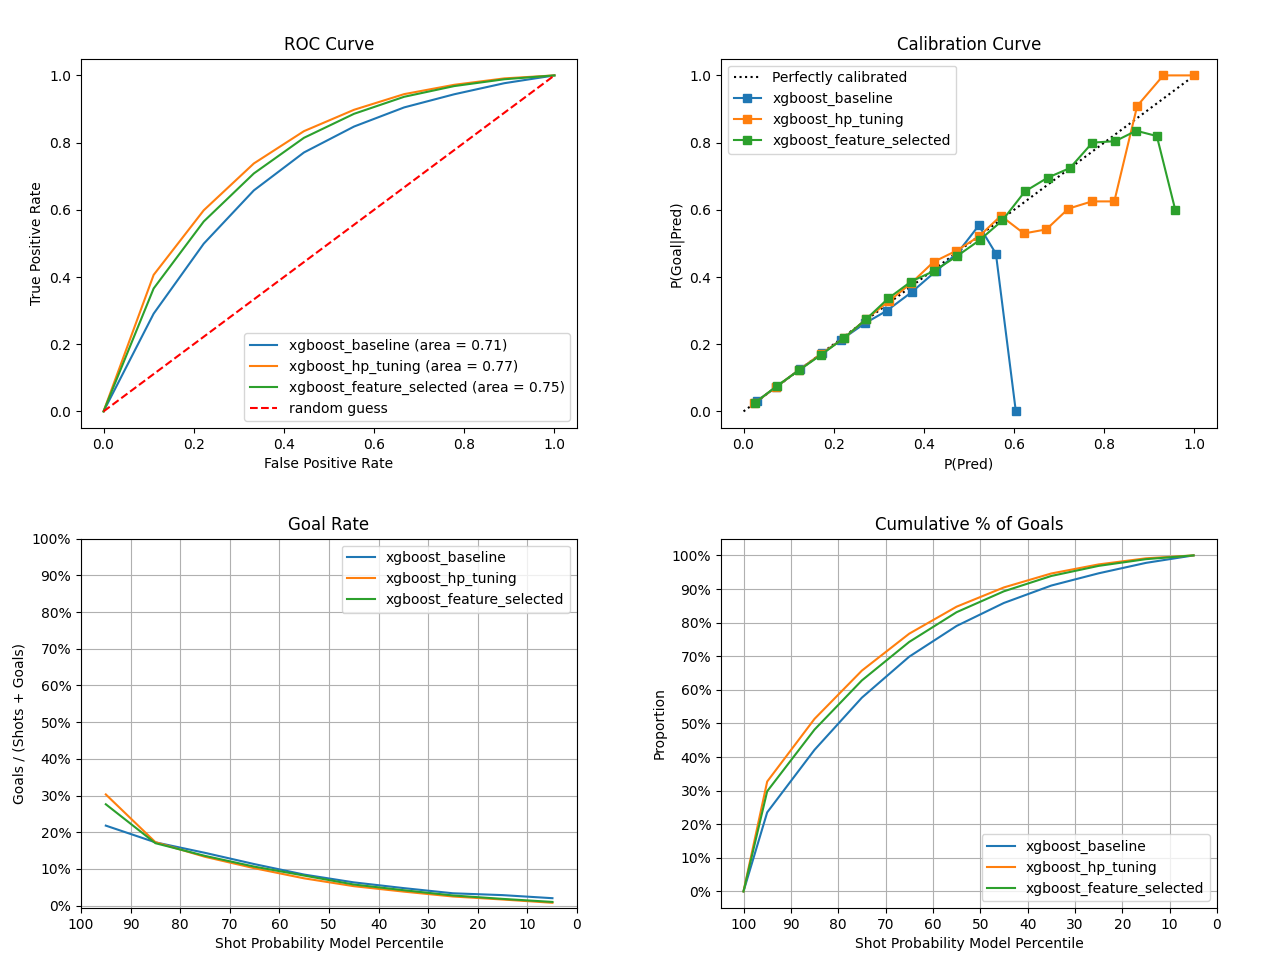 ROC Curve
1.0
0.8
0.6
0.4
0.2
0.0
True Positive Rate
xgboost_baseline (area = 0.71)
xgboost_hp_tuning (area = 0.77)
xgboost_feature_selected (area = 0.75)
random guess
0.0 0.2 0.4 0.6 0.8 1.0
False Positive Rate
Calibration Curve
1.0
0.8
0.6
0.4
0.2
0.0
P(Goal|Pred)
Perfectly calibrated
xgboost_baseline
xgboost_hp_tuning
xgboost_feature_selected
0.0 0.2 0.4 0.6 0.8 1.0
P(Pred)
Goal Rate
100%
90%
80%
70%
60%
50%
40%
30%
20%
10%
0%
Goals / (Shots + Goals)
xgboost_baseline
xgboost_hp_tuning
xgboost_feature_selected
100 90 80 70 60 50 40 30 20 10 0
Shot Probability Model Percentile
Cumulative % of Goals
100%
90%
80%
70%
60%
50%
40%
30%
20%
10%
0%
Proportion
xgboost_baseline
xgboost_hp_tuning
xgboost_feature_selected
100 90 80 70 60 50 40 30 20 10 0
Shot Probability Model Percentile